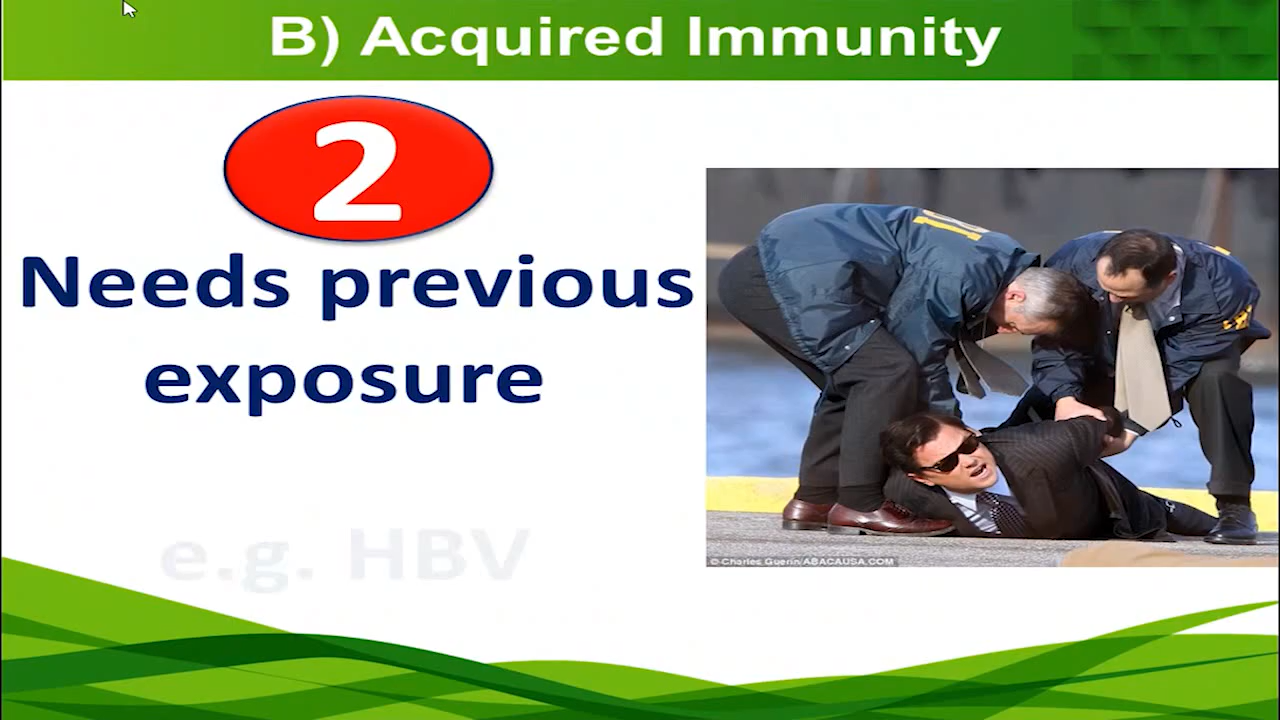 B) Acquired Immunity
2
Needs previous
exposure
e.g. HBV
© Charles Guerin/ABACAUSA.COM